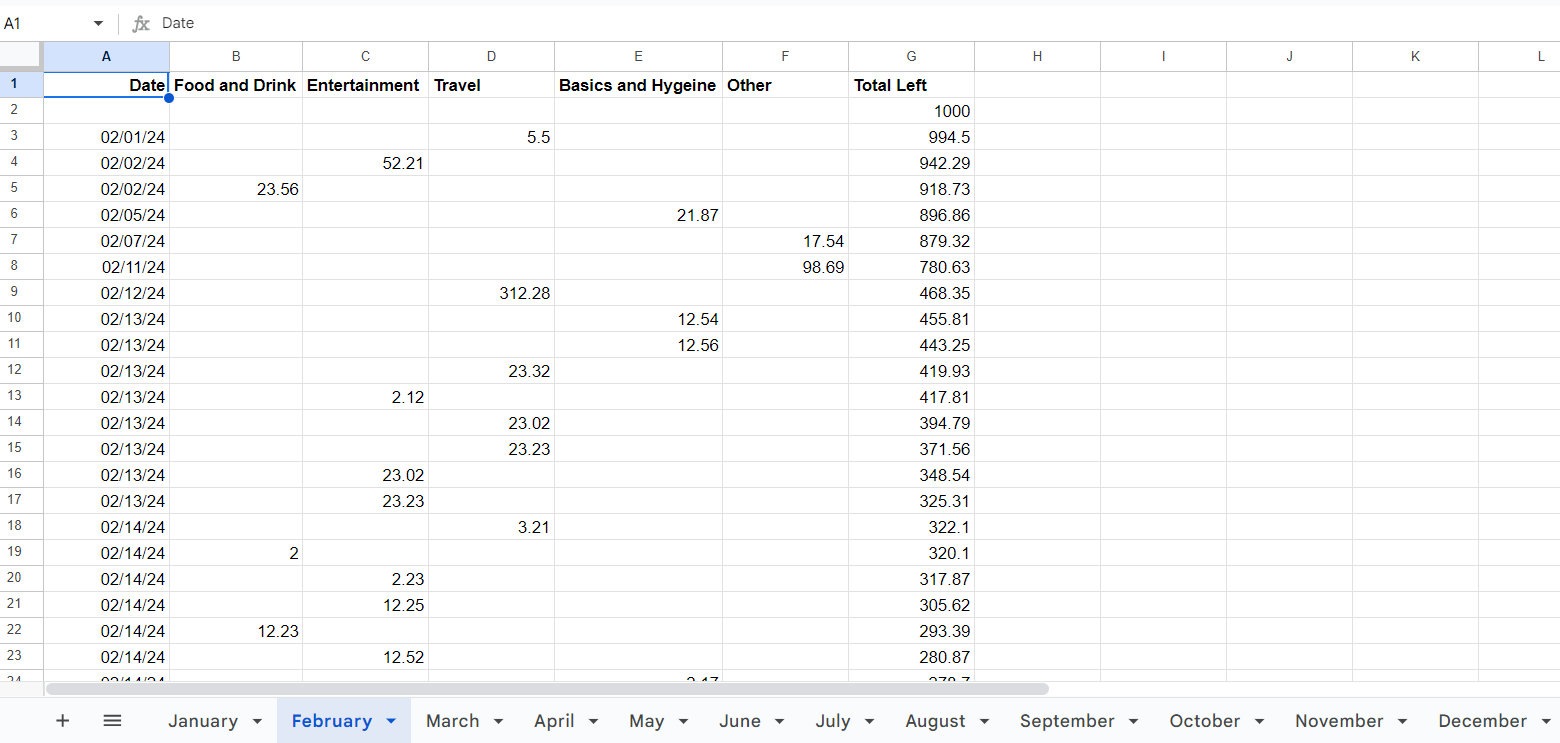 A1 fx Date
A B C D E F G H I J K L
1 Date Food and Drink Entertainment Travel Basics and Hygeine Other Total Left
2 1000
3 02/01/24 5.5 994.5
4 02/02/24 52.21 942.29
5 02/02/24 23.56 918.73
6 02/05/24 21.87 896.86
7 02/07/24 17.54 879.32
8 02/11/24 98.69 780.63
9 02/12/24 312.28 468.35
10 02/13/24 12.54 455.81
11 02/13/24 12.56 443.25
12 02/13/24 23.32 419.93
13 02/13/24 2.12 417.81
14 02/13/24 23.02 394.79
15 02/13/24 23.23 371.56
16 02/13/24 23.02 348.54
17 02/13/24 23.23 325.31
18 02/14/24 3.21 322.1
19 02/14/24 2 320.1
20 02/14/24 2.23 317.87
21 02/14/24 12.25 305.62
22 02/14/24 12.23 293.39
23 02/14/24 12.52 280.87
24 02/14/24 2.17 278.7
January February March April May June July August September October November December